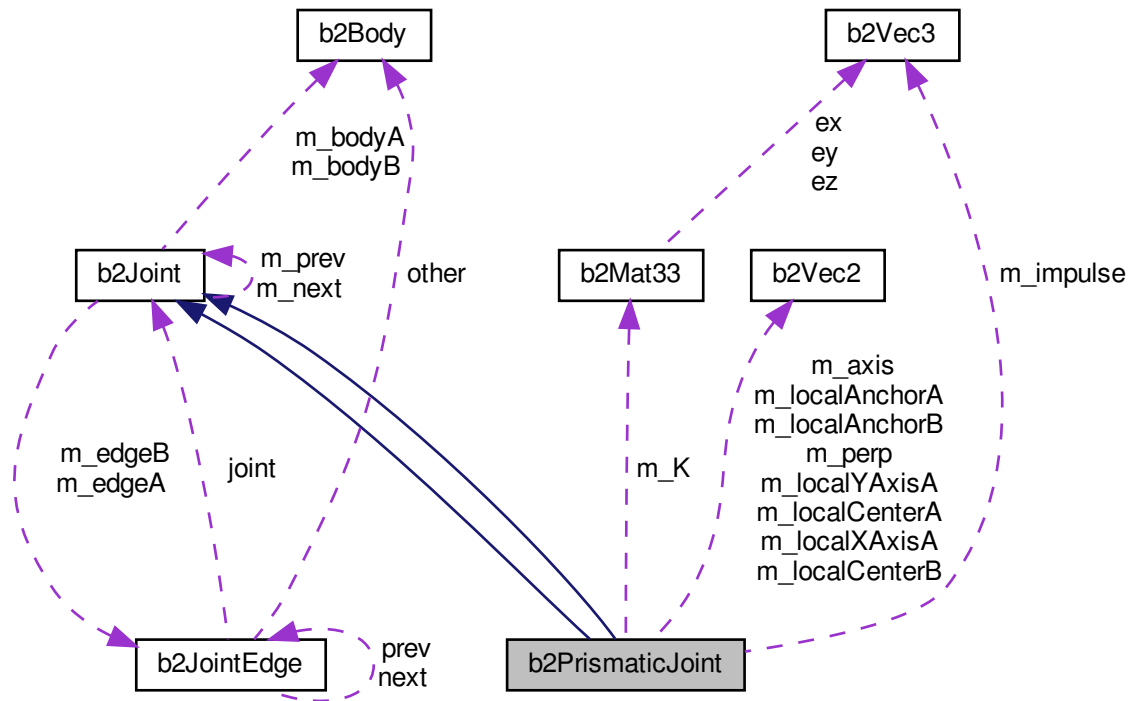 b2Body
b2Vec3
m_bodyA
m_bodyB
ex
ey
ez
b2Joint
m_prev
m_next
other
b2Mat33
b2Vec2
m_impulse
m_edgeB
m_edgeA
joint
m_K
m_axis
m_localAnchorA
m_localAnchorB
m_perp
m_localYAxisA
m_localCenterA
m_localXAxisA
m_localCenterB
b2JointEdge
prev
next
b2PrismaticJoint